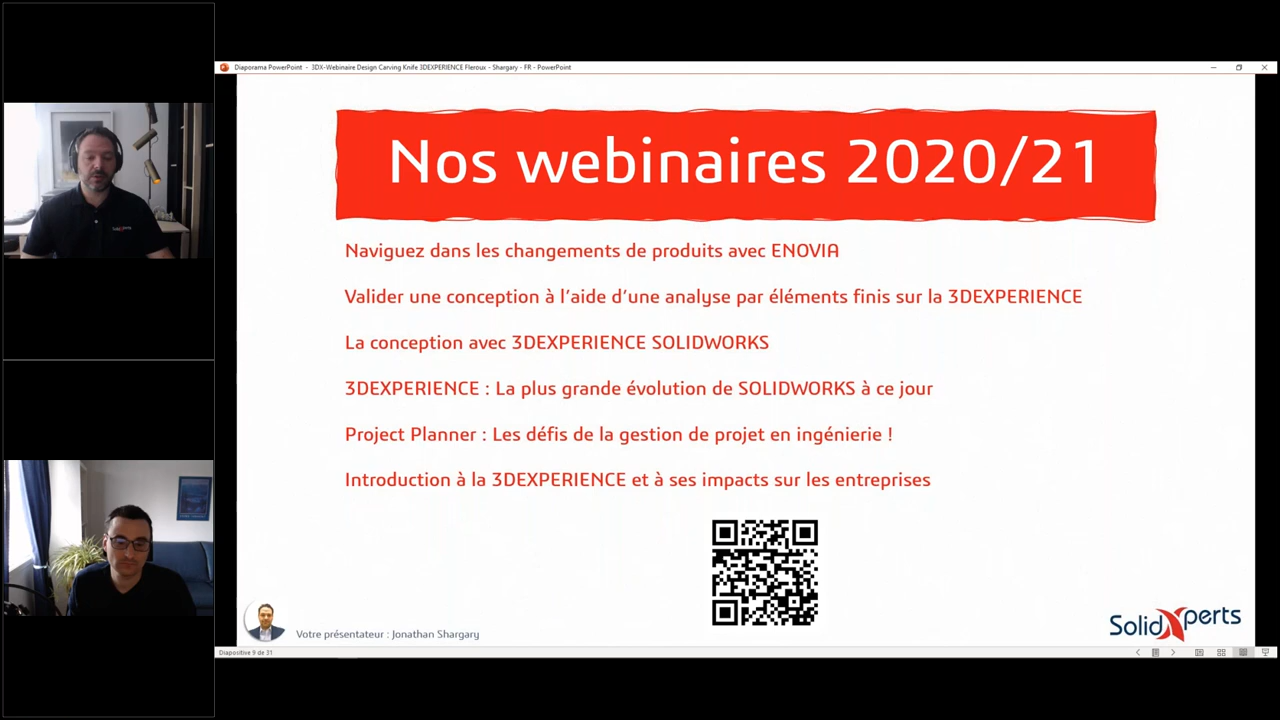 Diaporama PowerPoint - 3DX-Webinaire Design Carving Knife 3DEXPERIENCE Fleroux - Shargary - FR - PowerPoint
Nos webinaires 2020/21
Naviguez dans les changements de produits avec ENOVIA
Valider une conception à l'aide d'une analyse par éléments finis sur la 3DEXPERIENCE
La conception avec 3DEXPERIENCE SOLIDWORKS
3DEXPERIENCE : La plus grande évolution de SOLIDWORKS à ce jour
Project Planner : Les défis de la gestion de projet en ingénierie !
Introduction à la 3DEXPERIENCE et à ses impacts sur les entreprises
Votre présentateur : Jonathan Shargary
SolidXperts
Diapositive 9 de 31